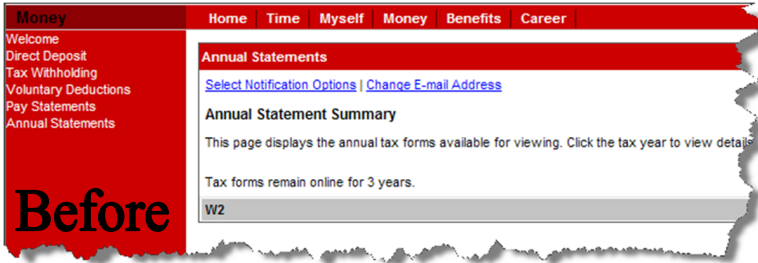 Money
Home Time Myself Money Benefits Career
Welcome
Direct Deposit
Tax Withholding
Voluntary Deductions
Pay Statements
Annual Statements
Before
Annual Statements
Select Notification Options | Change E-mail Address
Annual Statement Summary
This page displays the annual tax forms available for viewing. Click the tax year to view details
Tax forms remain online for 3 years.
W2